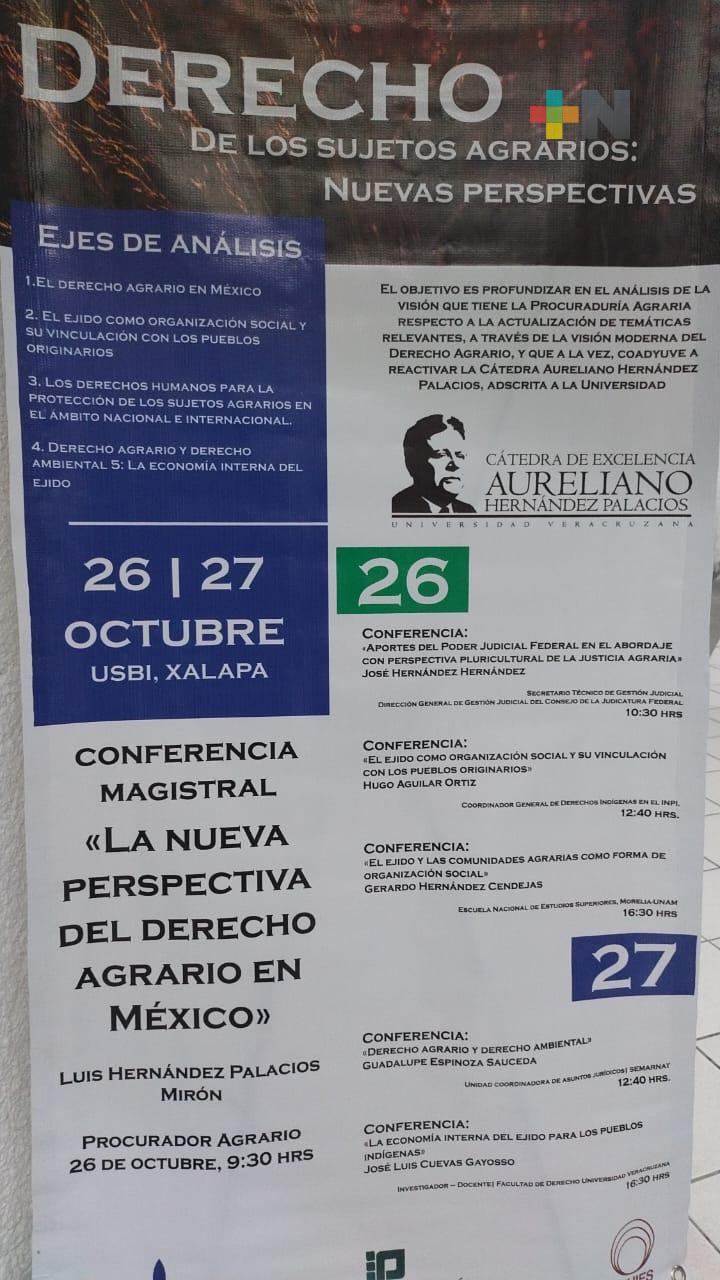 DERECHO
+N
DE LOS SUJETOS AGRARIOS:
NUEVAS PERSPECTIVAS
EJES DE ANÁLISIS
1.EL DERECHO AGRARIO EN MÉXICO
2. EL EJIDO COMO ORGANIZACIÓN SOCIAL Y
SU VINCULACIÓN CON LOS PUEBLOS
ORIGINARIOS
3. LOS DERECHOS HUMANOS PARA LA
PROTECCIÓN DE LOS SUJETOS AGRARIOS EN
EL ÁMBITO NACIONAL E INTERNACIONAL.
4. DERECHO AGRARIO Y DERECHO
AMBIENTAL 5: LA ECONOMÍA INTERNA DEL
EJIDO
26 | 27
OCTUBRE
USBI, XALAPA
CONFERENCIA
MAGISTRAL
«LA NUEVA
PERSPECTIVA
DEL DERECHO
AGRARIO EN
MÉXICO»
LUIS HERNÁNDEZ PALACIOS
MIRÓN
PROCURADOR AGRARIO
26 DE OCTUBRE, 9:30 HRS
EL OBJETIVO ES PROFUNDIZAR EN EL ANÁLISIS DE LA
VISIÓN QUE TIENE LA PROCURADURÍA AGRARIA
RESPECTO A LA ACTUALIZACIÓN DE TEMÁTICAS
RELEVANTES, A TRAVÉS DE LA VISIÓN MODERNA DEL
DERECHO AGRARIO, Y QUE A LA VEZ, COADYUVE A
REACTIVAR LA CÁTEDRA AURELIANO HERNÁNDEZ
PALACIOS, ADSCRITA A LA UNIVERSIDAD
CÁTEDRA DE EXCELENCIA
AURELIANO
HERNÁNDEZ PALACIOS
UNIVERSIDAD VERACRUZANA
26
CONFERENCIA:
«APORTES DEL PODER JUDICIAL FEDERAL EN EL ABORDAJE
CON PERSPECTIVA PLURICULTURAL DE LA JUSTICIA AGRARIA»
JOSÉ HERNÁNDEZ HERNÁNDEZ
SECRETARIO TÉCNICO DE GESTIÓN JUDICIAL
DIRECCIÓN GENERAL DE GESTIÓN JUDICIAL DEL CONSEJO DE LA JUDICATURA FEDERAL
10:30 HRS
CONFERENCIA:
«EL EJIDO COMO ORGANIZACIÓN SOCIAL Y SU VINCULACIÓN
CON LOS PUEBLOS ORIGINARIOS»
HUGO AGUILAR ORTIZ
COORDINADOR GENERAL DE DERECHOS INDÍGENAS EN EL INPI.
12:40 HRS.
CONFERENCIA:
«EL EJIDO Y LAS COMUNIDADES AGRARIAS COMO FORMA DE
ORGANIZACIÓN SOCIAL»
GERARDO HERNÁNDEZ CENDEJAS
ESCUELA NACIONAL DE ESTUDIOS SUPERIORES, MORELIA-UNAM
16:30 HRS
27
CONFERENCIA:
«DERECHO AGRARIO Y DERECHO AMBIENTAL»
GUADALUPE ESPINOZA SAUCEDA
UNIDAD COORDINADORA DE ASUNTOS JURÍDICOS| SEMARNAT
12:40 HRS.
CONFERENCIA:
«LA ECONOMÍA INTERNA DEL EJIDO PARA LOS PUEBLOS
INDÍGENAS»
JOSÉ LUIS CUEVAS GAYOSSO
INVESTIGADOR – DOCENTE| FACULTAD DE DERECHO UNIVERSIDAD VERACRUZANA
16:30 HRS